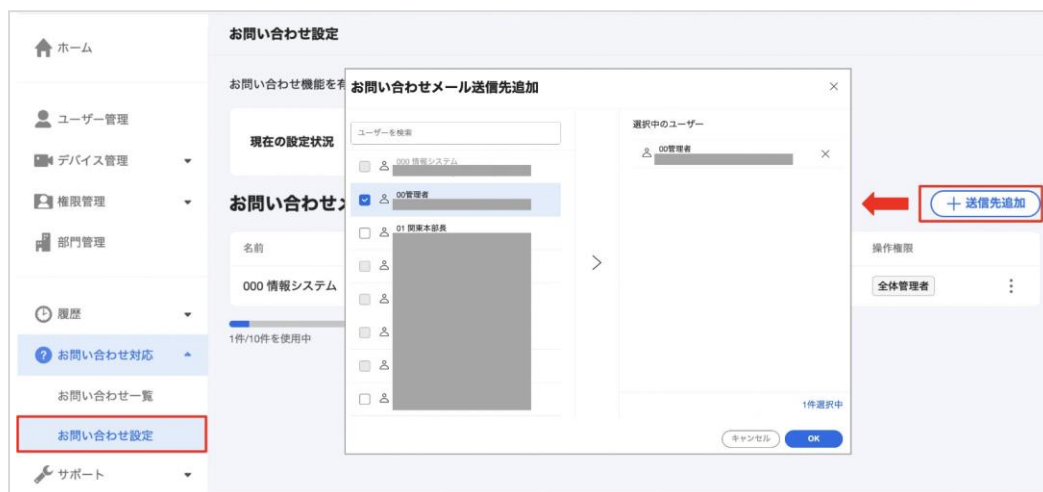 ホーム
ユーザー管理
デバイス管理
権限管理
部門管理
履歴
お問い合わせ対応
お問い合わせ一覧
お問い合わせ設定
サポート
お問い合わせ設定
お問い合わせ機能を有
現在の設定状況
お問い合わせメ
＋送信先追加
名前
操作権限
000 情報システム
全体管理者
1件/10件を使用中
お問い合わせメール送信先追加
ユーザーを検索
000 情報システム
00管理者
01 関東本部長
選択中のユーザー
00管理者
1件選択中
キャンセル
OK